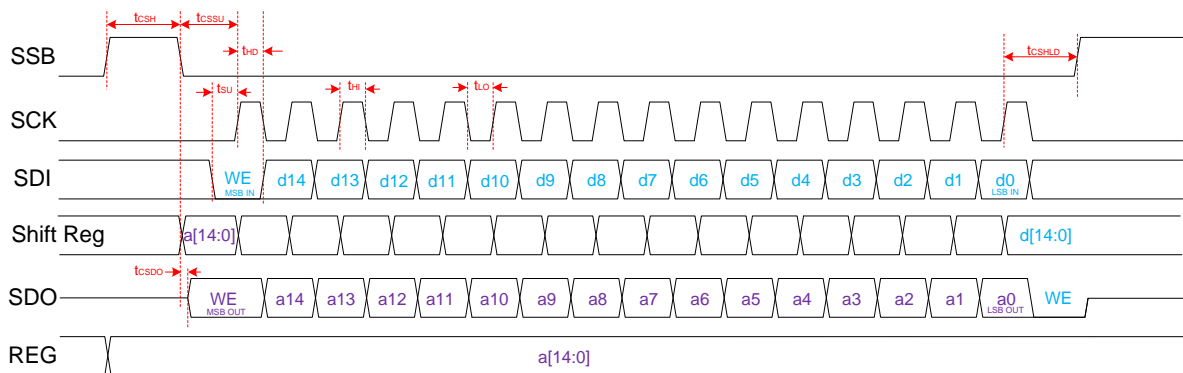 tCSH tCSSU
SSB tHD tCSHLD
tSU tHI tLO
SCK
SDI WE d14 d13 d12 d11 d10 d9 d8 d7 d6 d5 d4 d3 d2 d1 d0
MSB IN LSB IN
Shift Reg a[14:0] d[14:0]
tCSDO
SDO WE a14 a13 a12 a11 a10 a9 a8 a7 a6 a5 a4 a3 a2 a1 a0 WE
MSB OUT LSB OUT
REG a[14:0]